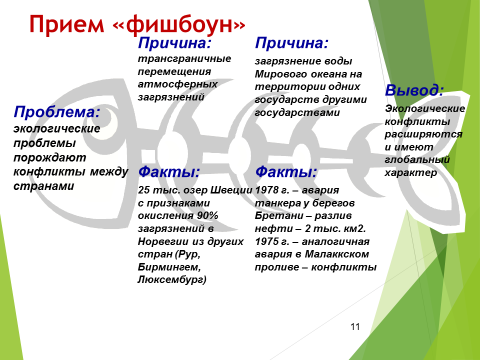 Прием «фишбоун»
Проблема:
экологические
проблемы
порождают
конфликты между
странами
Причина:
трансграничные
перемещения
атмосферных
загрязнений
Причина:
загрязнение воды
Мирового океана на
территории одних
государств другими
государствами
Факты:
25 тыс. озер Швеции
с признаками
окисления 90%
загрязнений в
Норвегии из других
стран (Рур,
Бирмингем,
Люксембург)
Факты:
1978 г. – авария
танкера у берегов
Бретани – разлив
нефти – 2 тыс. км2.
1975 г. – аналогичная
авария в Малаккском
проливе – конфликты
Вывод:
Экологические
конфликты
расширяются
и имеют
глобальный
характер
11